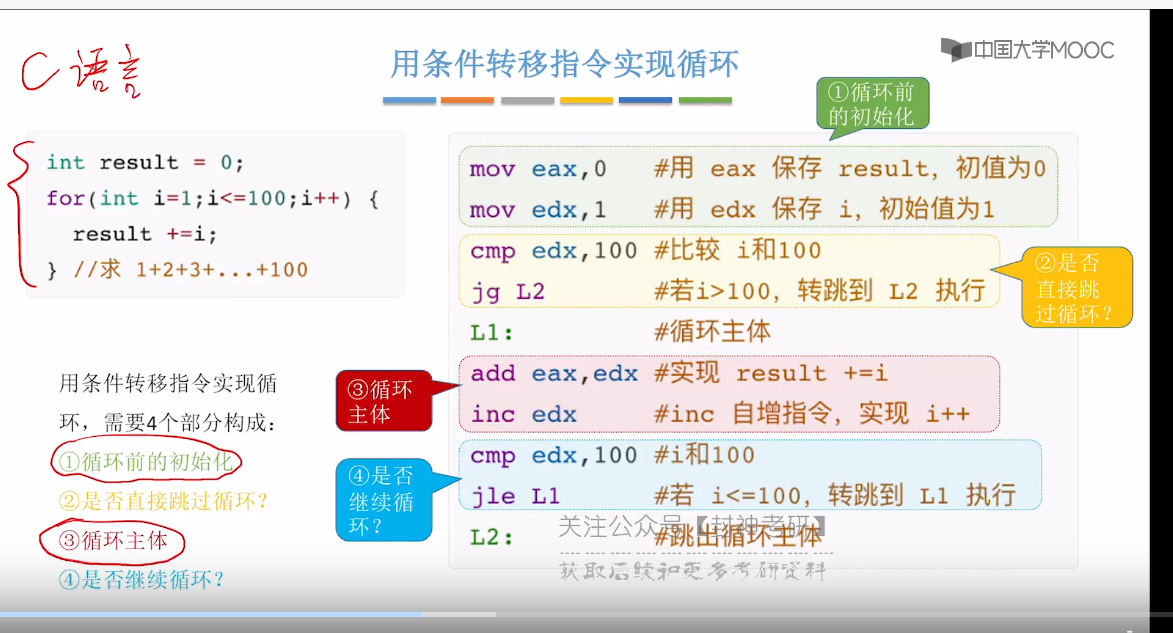 C语言
用条件转移指令实现循环
中国大学MOOC
①循环前
的初始化
int result = 0;
for(int i=1;i<=100;i++) {
result +=i;
} //求 1+2+3+...+100
mov eax,0 #用 eax 保存 result，初值为0
mov edx,1 #用 edx 保存 i，初始值为1
cmp edx,100 #比较 i和100
jg L2 #若i>100，转跳到 L2 执行
②是否
直接跳
过循环？
L1: #循环主体
add eax,edx #实现 result +=i
inc edx #inc 自增指令，实现 i++
③循环
主体
cmp edx,100 #i和100
jle L1 #若 i<=100，转跳到 L1 执行
④是否
继续循
环？
L2: #跳出循环主体
用条件转移指令实现循
环，需要4个部分构成：
①循环前的初始化
②是否直接跳过循环？
③循环主体
④是否继续循环？
关注公众号【封神考研】
获取后续和更多考研资料